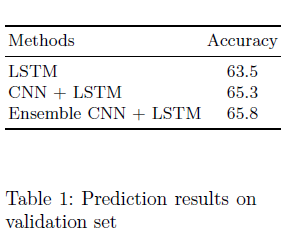 Methods Accuracy
LSTM 63.5
CNN + LSTM 65.3
Ensemble CNN + LSTM 65.8
Table 1: Prediction results on
validation set